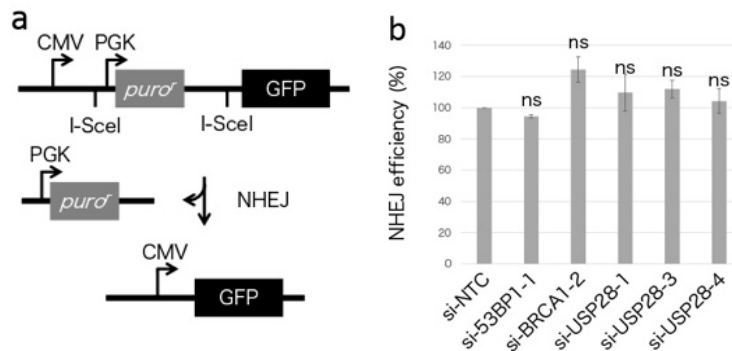 a
CMV PGK
puroʳ
GFP
I-SceI I-SceI
PGK
puroʳ
NHEJ
CMV
GFP
b
NHEJ efficiency (%)
140
120
100
80
60
40
20
0
ns
ns
ns
ns
ns
si-NTC
si-53BP1-1
si-BRCA1-2
si-USP28-1
si-USP28-3
si-USP28-4